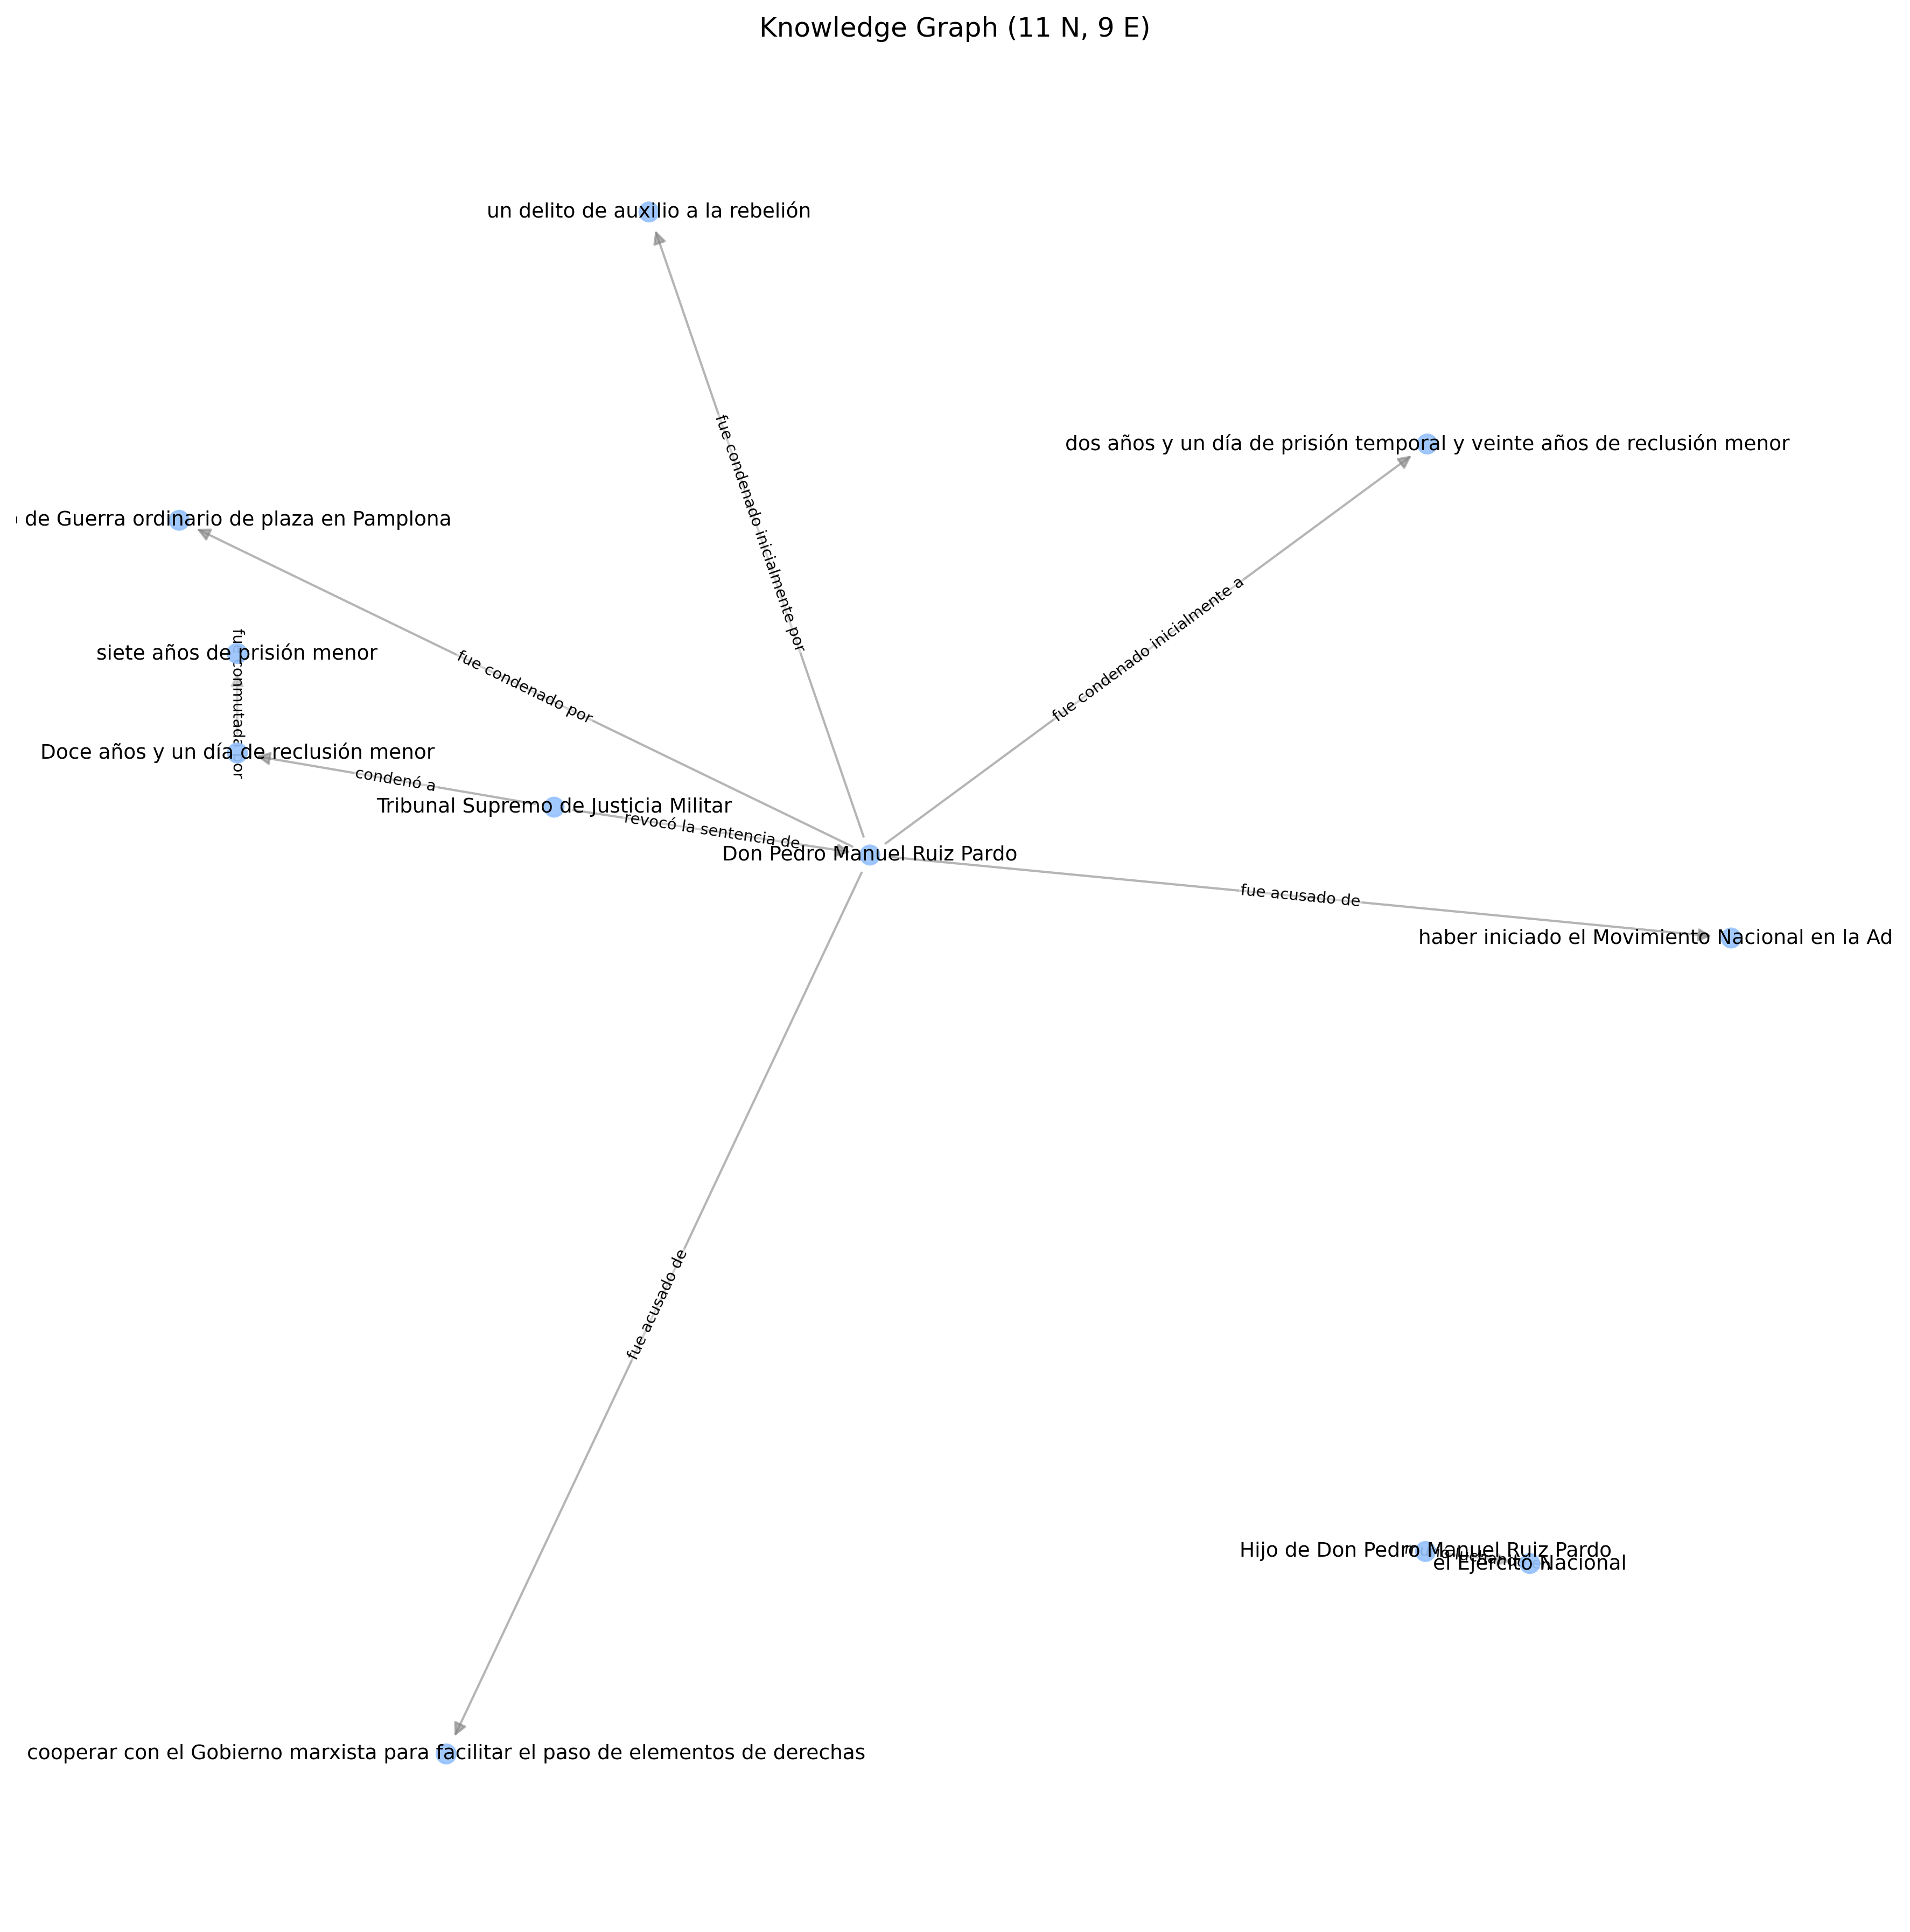 Knowledge Graph (11 N, 9 E)
un delito de auxilio a la rebelión
fue condenado inicialmente por
dos años y un día de prisión temporal y veinte años de reclusión menor
fue condenado inicialmente a
de Guerra ordinario de plaza en Pamplona
fue condenado por
siete años de prisión menor
Doce años y un día de reclusión menor
condenó a
Tribunal Supremo de Justicia Militar
revocó la sentencia de
Don Pedro Manuel Ruiz Pardo
fue acusado de
haber iniciado el Movimiento Nacional en la Ad
fue acusado de
Hijo de Don Pedro Manuel Ruiz Pardo
el Ejército Nacional
cooperar con el Gobierno marxista para facilitar el paso de elementos de derechas